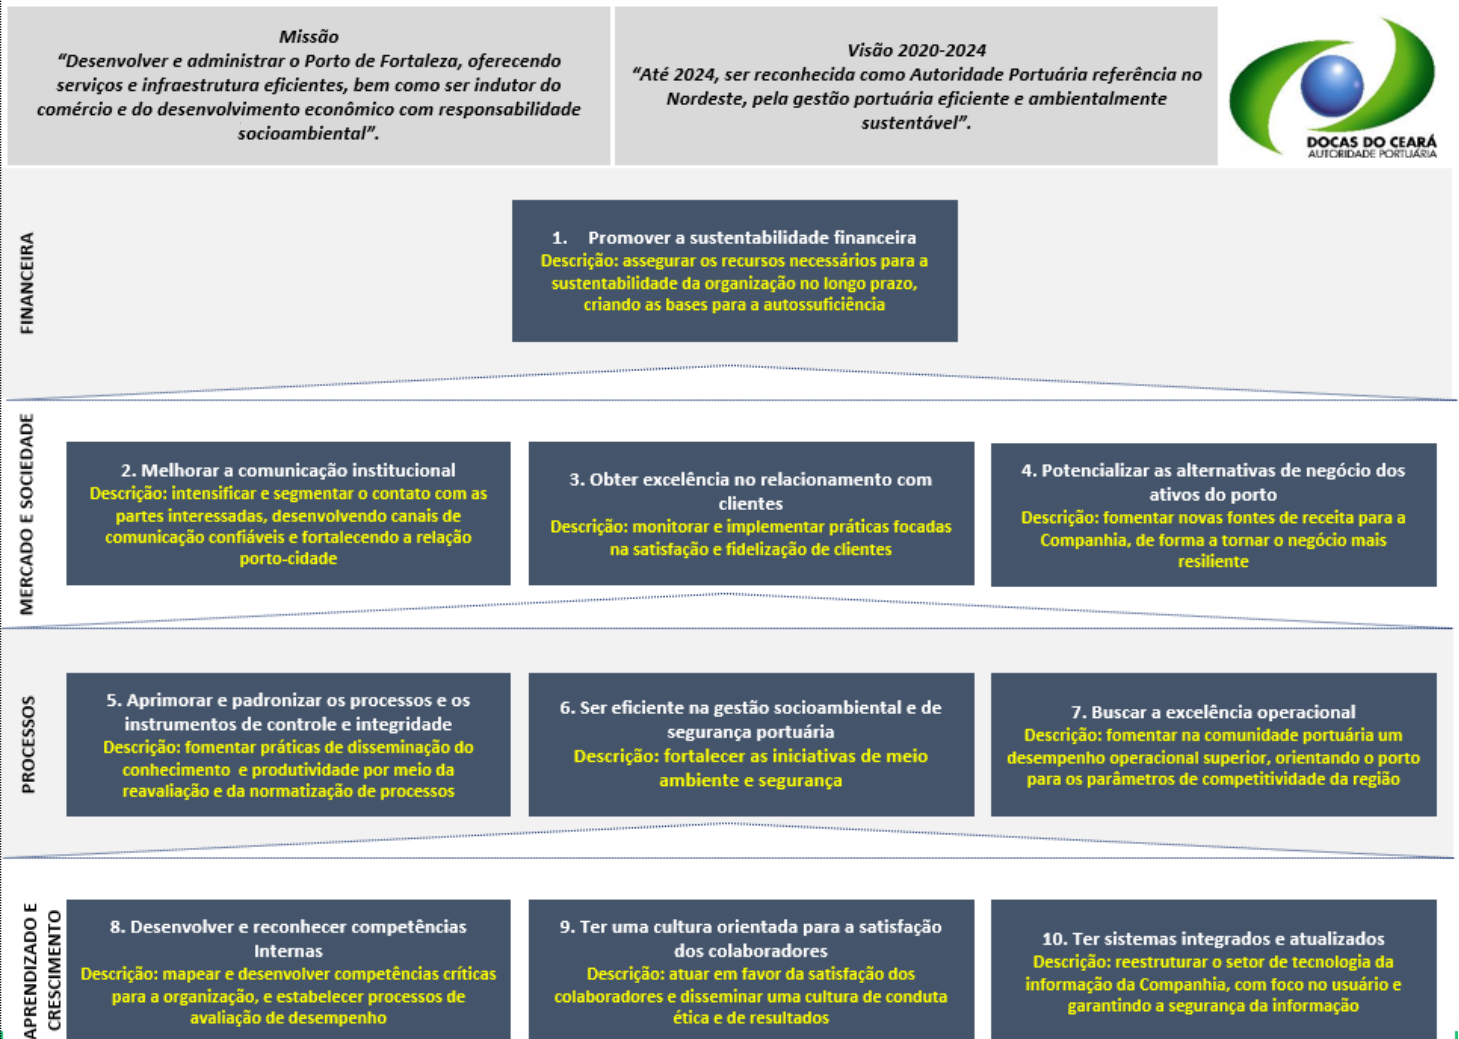 Missão
“Desenvolver e administrar o Porto de Fortaleza, oferecendo
serviços e infraestrutura eficientes, bem como ser indutor do
comércio e do desenvolvimento econômico com responsabilidade
socioambiental”.
Visão 2020-2024
“Até 2024, ser reconhecida como Autoridade Portuária referência no
Nordeste, pela gestão portuária eficiente e ambientalmente
sustentável”.
DOCAS DO CEARÁ
AUTORIDADE PORTUÁRIA
FINANCEIRA
1. Promover a sustentabilidade financeira
Descrição: assegurar os recursos necessários para a
sustentabilidade da organização no longo prazo,
criando as bases para a autossuficiência
MERCADO E SOCIEDADE
2. Melhorar a comunicação institucional
Descrição: intensificar e segmentar o contato com as
partes interessadas, desenvolvendo canais de
comunicação confiáveis e fortalecendo a relação
porto-cidade
3. Obter excelência no relacionamento com
clientes
Descrição: monitorar e implementar práticas focadas
na satisfação e fidelização de clientes
4. Potencializar as alternativas de negócio dos
ativos do porto
Descrição: fomentar novas fontes de receita para a
Companhia, de forma a tornar o negócio mais
resiliente
PROCESSOS
5. Aprimorar e padronizar os processos e os
instrumentos de controle e integridade
Descrição: fomentar práticas de disseminação do
conhecimento e produtividade por meio da
reavaliação e da normatização de processos
6. Ser eficiente na gestão socioambiental e de
segurança portuária
Descrição: fortalecer as iniciativas de meio
ambiente e segurança
7. Buscar a excelência operacional
Descrição: fomentar na comunidade portuária um
desempenho operacional superior, orientando o porto
para os parâmetros de competitividade da região
APRENDIZADO E
CRESCIMENTO
8. Desenvolver e reconhecer competências
Internas
Descrição: mapear e desenvolver competências críticas
para a organização, e estabelecer processos de
avaliação de desempenho
9. Ter uma cultura orientada para a satisfação
dos colaboradores
Descrição: atuar em favor da satisfação dos
colaboradores e disseminar uma cultura de conduta
ética e de resultados
10. Ter sistemas integrados e atualizados
Descrição: reestruturar o setor de tecnologia da
informação da Companhia, com foco no usuário e
garantindo a segurança da informação